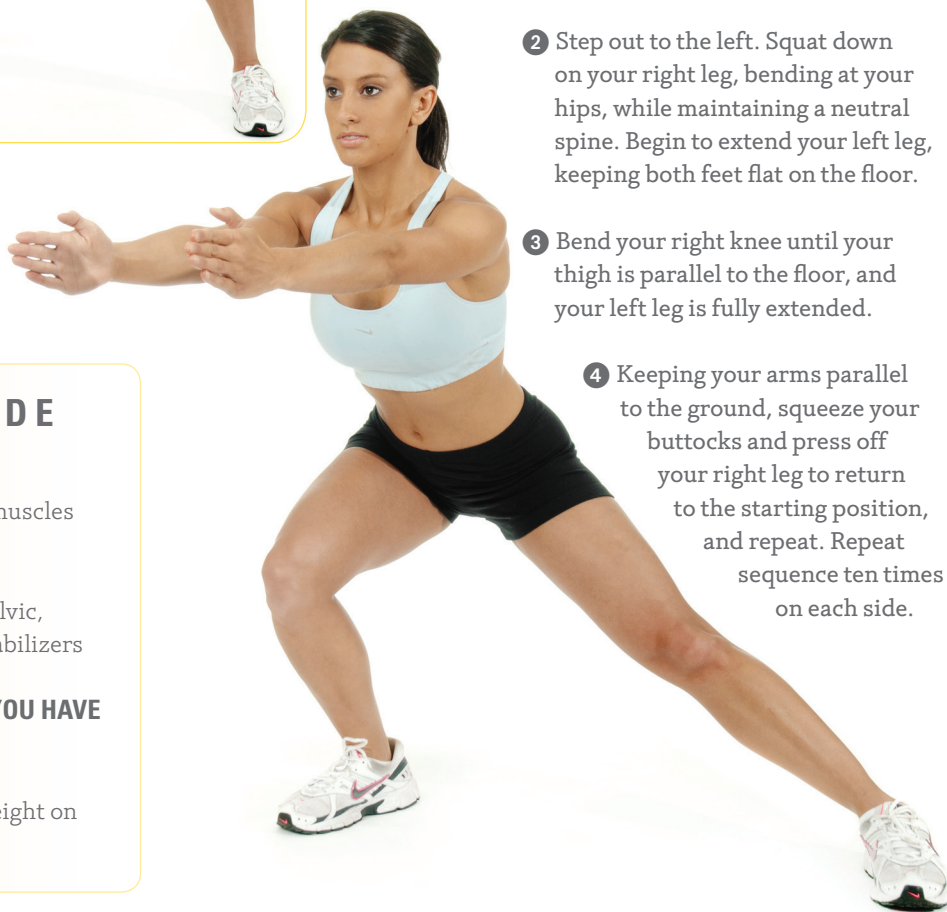 2 Step out to the left. Squat down
on your right leg, bending at your
hips, while maintaining a neutral
spine. Begin to extend your left leg,
keeping both feet flat on the floor.
3 Bend your right knee until your
thigh is parallel to the floor, and
your left leg is fully extended.
4 Keeping your arms parallel
to the ground, squeeze your
buttocks and press off
your right leg to return
to the starting position,
and repeat. Repeat
sequence ten times
on each side.
DE
muscles
lvic,
abilizers
YOU HAVE
eight on